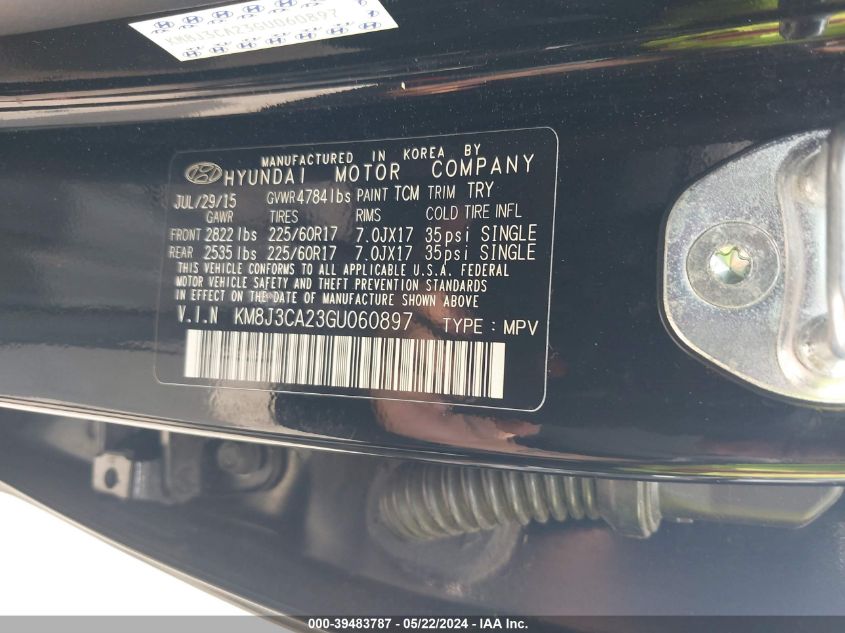 KM8J3CA23GU060897
MANUFACTURED IN KOREA BY
HYUNDAI MOTOR COMPANY
JUL/29/15 GVWR 4784lbs PAINT TCM TRIM TRY
GAWR TIRES RIMS COLD TIRE INFL
FRONT 2822 lbs 225/60R17 7.0JX17 35psi SINGLE
REAR 2535 lbs 225/60R17 7.0JX17 35psi SINGLE
THIS VEHICLE CONFORMS TO ALL APPLICABLE U.S.A. FEDERAL
MOTOR VEHICLE SAFETY AND THEFT PREVENTION STANDARDS
IN EFFECT ON THE DATE OF MANUFACTURE SHOWN ABOVE
V.I.N KM8J3CA23GU060897 TYPE : MPV
000-39483787 - 05/22/2024 - IAA Inc.